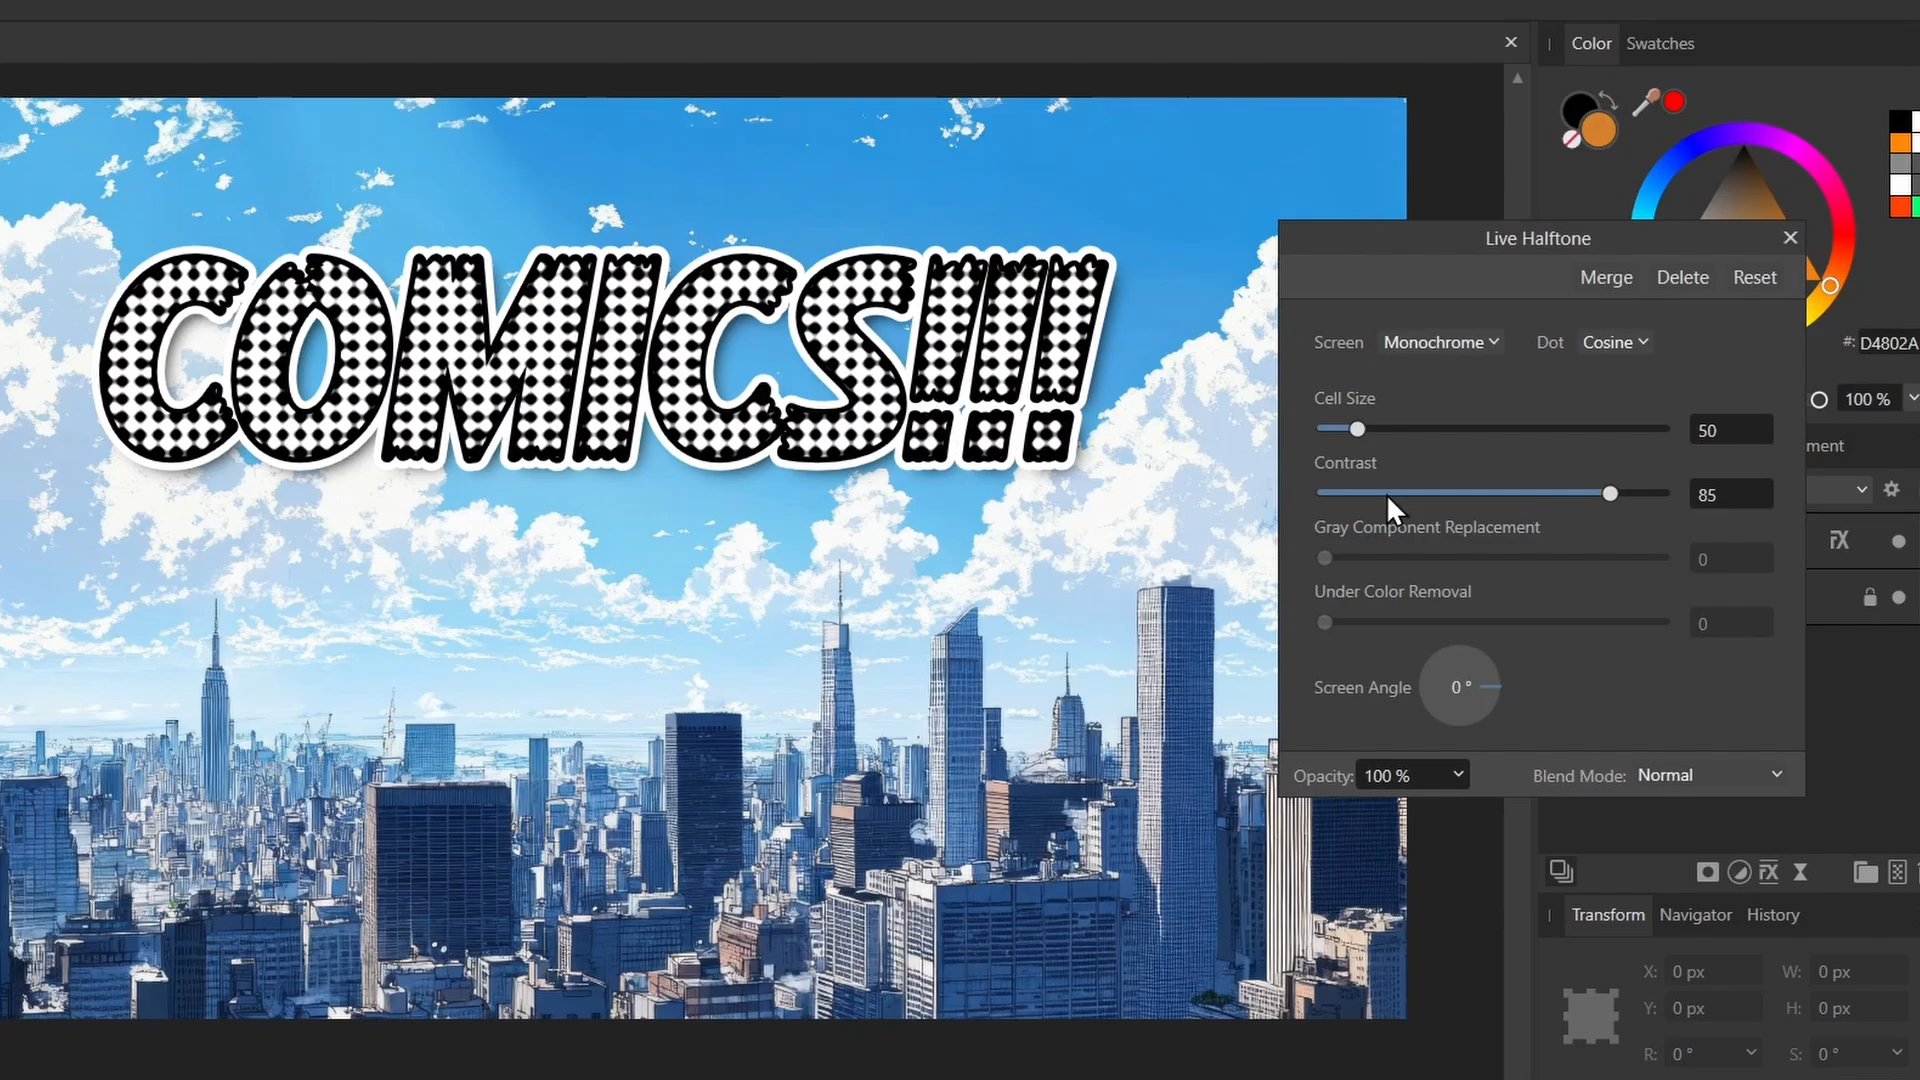 Color Swatches
COMICS!!!
Live Halftone
Merge Delete Reset
Screen Monochrome Dot Cosine
#: D4802A
Cell Size
50
100 %
Contrast
85
ment
Gray Component Replacement
0
Under Color Removal
0
Screen Angle 0 °
Opacity: 100 % Blend Mode: Normal
Transform Navigator History
X: 0 px W: 0 px
Y: 0 px H: 0 px
R: 0 ° S: 0 °